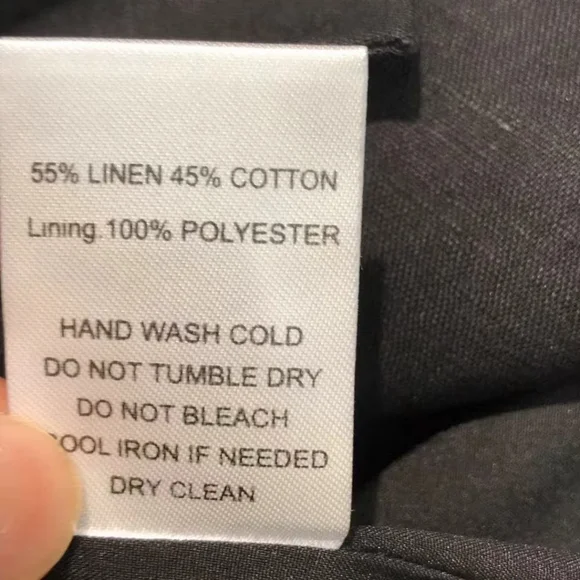 55% LINEN 45% COTTON
Lining.100% POLYESTER
HAND WASH COLD
DO NOT TUMBLE DRY
DO NOT BLEACH
COOL IRON IF NEEDED
DRY CLEAN